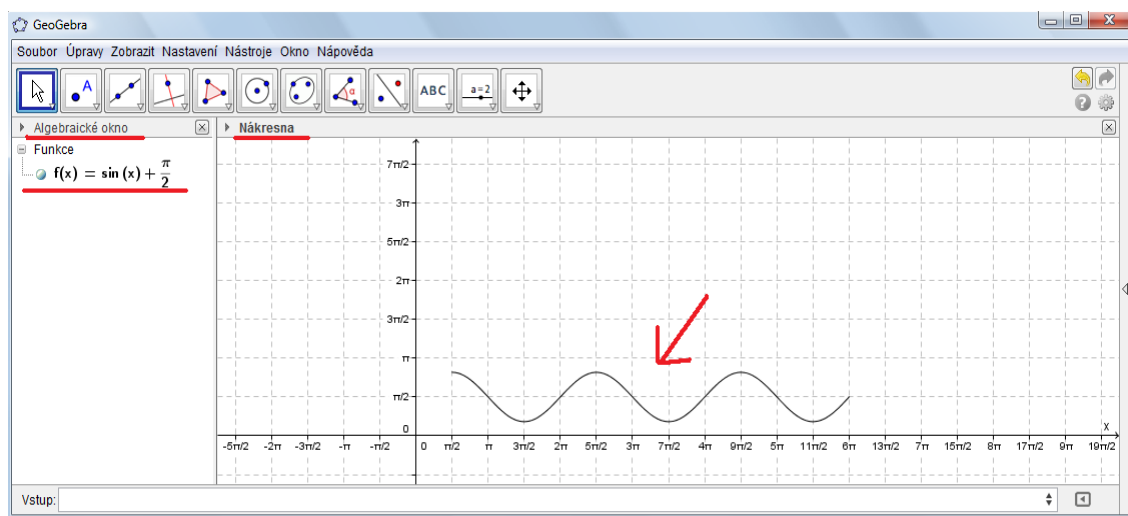 GeoGebra
Soubor Úpravy Zobrazit Nastavení Nástroje Okno Nápověda
A α ABC a=2
Algebraické okno
Nákresna
Funkce
f(x) = sin (x) + π/2
7π/2
3π
5π/2
2π
3π/2
π
π/2
0
x
-5π/2 -2π -3π/2 -π -π/2 0 π/2 π 3π/2 2π 5π/2 3π 7π/2 4π 9π/2 5π 11π/2 6π 13π/2 7π 15π/2 8π 17π/2 9π 19π/2
Vstup: